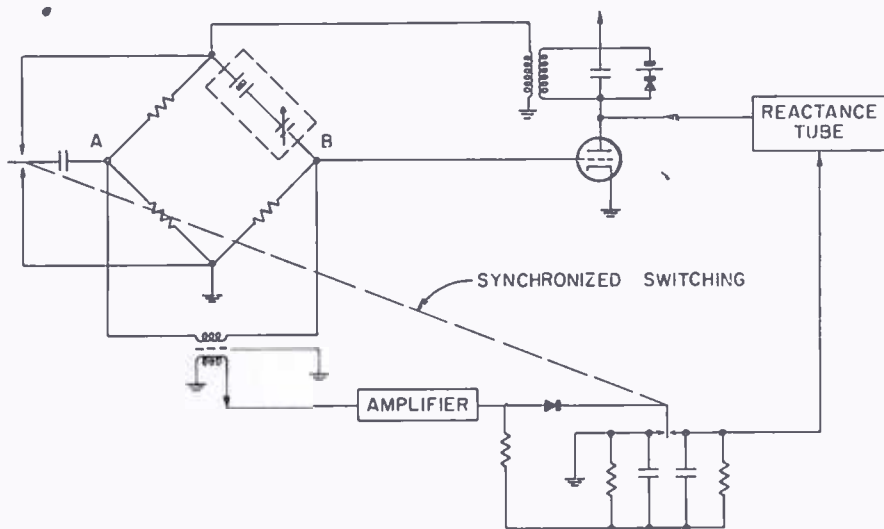 A
B
REACTANCE
TUBE
SYNCHRONIZED SWITCHING
AMPLIFIER